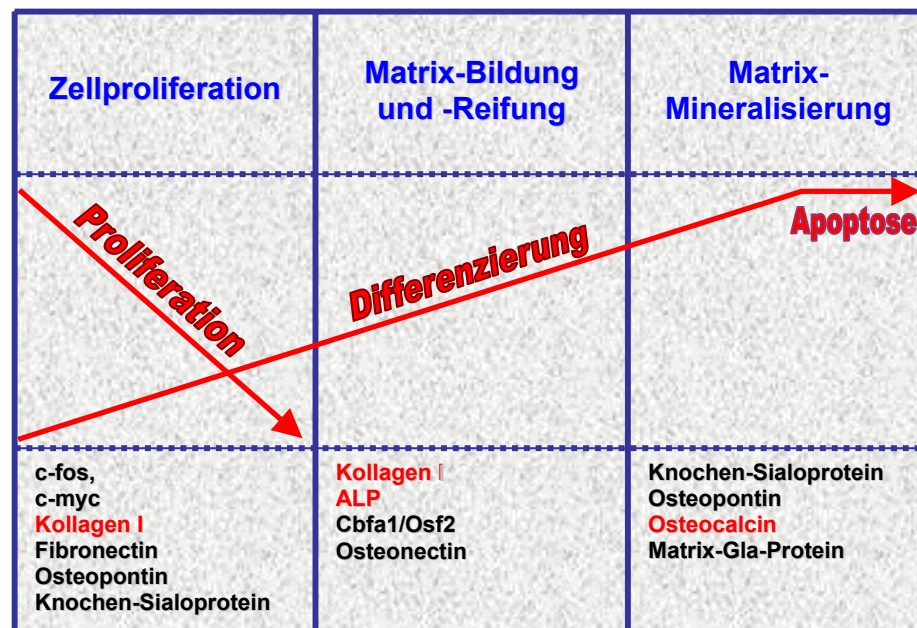 Zellproliferation
Matrix-Bildung
und -Reifung
Matrix-
Mineralisierung
Proliferation
Differenzierung
Apoptose
c-fos,
c-myc
Kollagen I
Fibronectin
Osteopontin
Knochen-Sialoprotein
Kollagen I
ALP
Cbfa1/Osf2
Osteonectin
Knochen-Sialoprotein
Osteopontin
Osteocalcin
Matrix-Gla-Protein